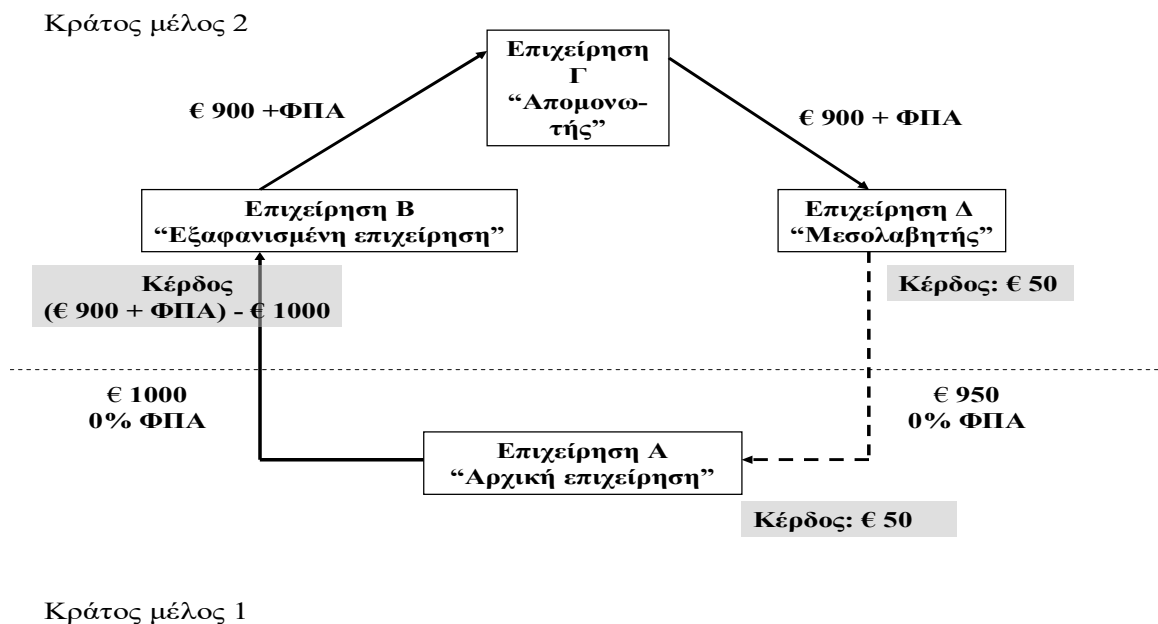 Κράτος μέλος 2
Επιχείρηση
Γ
“Απομονω-
τής”
€ 900 +ΦΠΑ
€ 900 + ΦΠΑ
Επιχείρηση Β
“Εξαφανισμένη επιχείρηση”
Επιχείρηση Δ
“Μεσολαβητής”
Κέρδος
(€ 900 + ΦΠΑ) - € 1000
Κέρδος: € 50
€ 1000
0% ΦΠΑ
€ 950
0% ΦΠΑ
Επιχείρηση Α
“Αρχική επιχείρηση”
Κέρδος: € 50
Κράτος μέλος 1